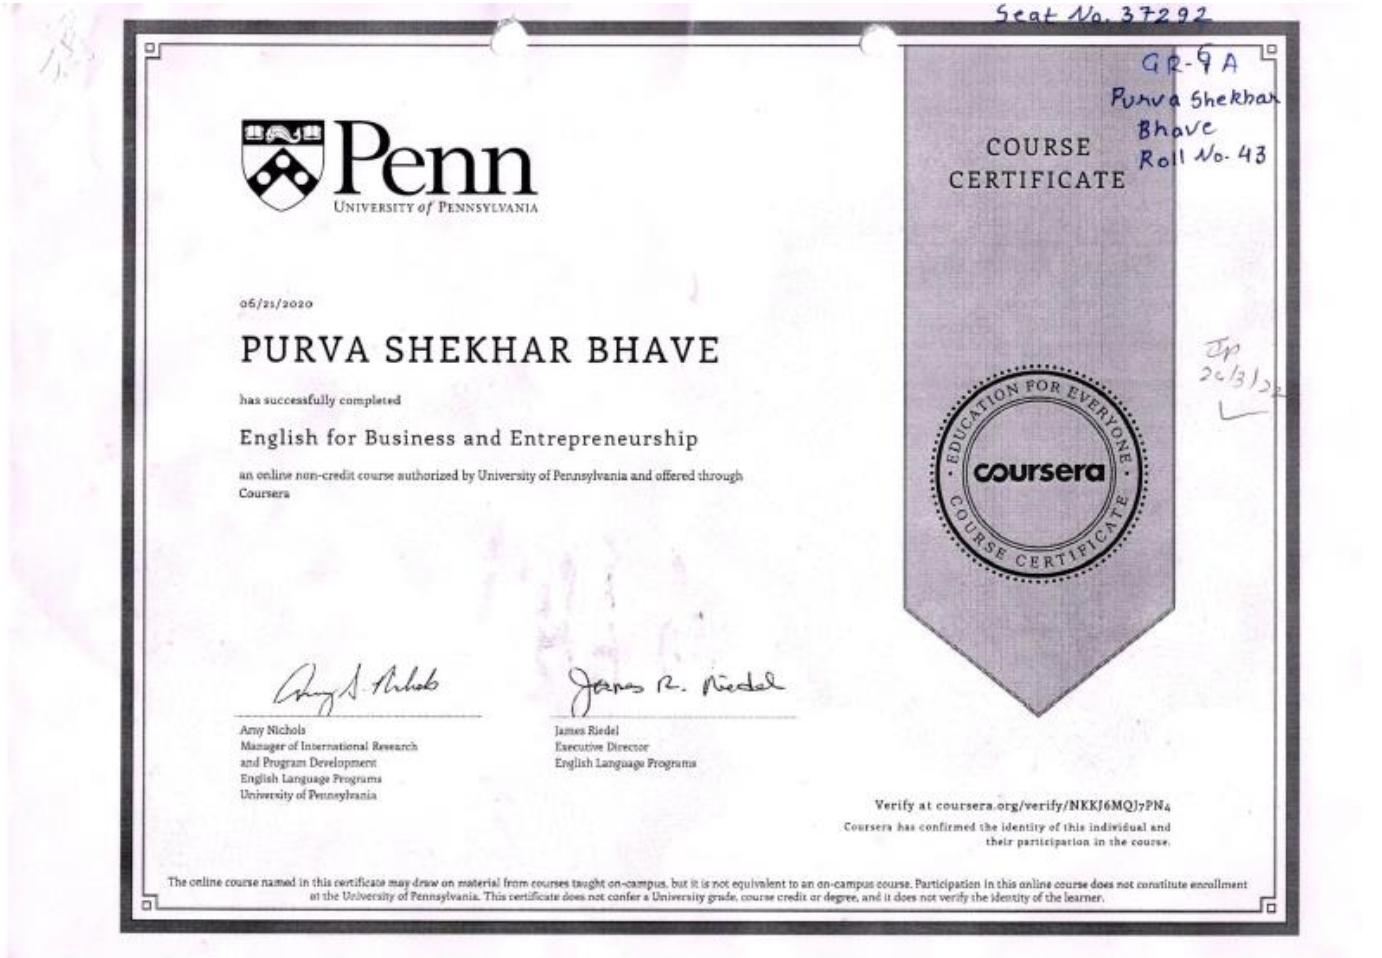 Seat No. 37292
GR-9 A
Purva Shekhar
Bhave
Roll No. 43
Penn
UNIVERSITY of PENNSYLVANIA
COURSE
CERTIFICATE
06/21/2020
PURVA SHEKHAR BHAVE
has successfully completed
English for Business and Entrepreneurship
an online non-credit course authorized by University of Pennsylvania and offered through
Coursera
EDUCATION FOR EVERYONE
coursera
COURSE CERTIFICATE
Amy S. Nichols
James R. Riedel
Amy Nichols
Manager of International Research
and Program Development
English Language Programs
University of Pennsylvania
James Riedel
Executive Director
English Language Programs
Verify at coursera.org/verify/NKKJ6MQJ7PN4
Coursera has confirmed the identity of this individual and
their participation in the course.
The online course named in this certificate may draw on material from courses taught on-campus, but it is not equivalent to an on-campus course. Participation in this online course does not constitute enrollment
at the University of Pennsylvania. This certificate does not confer a University grade, course credit or degree, and it does not verify the identity of the learner.